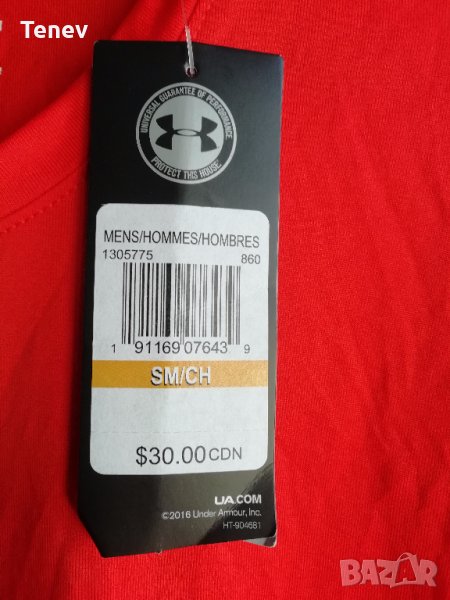 Tenev
UNIVERSAL GUARANTEE OF PERFORMANCE
PROTECT THIS HOUSE
MENS/HOMMES/HOMBRES
1305775 860
1 91169 07643 9
SM/CH
$30.00 CDN
UA.COM
©2016 Under Armour, Inc.
HT-904681
BAZAR